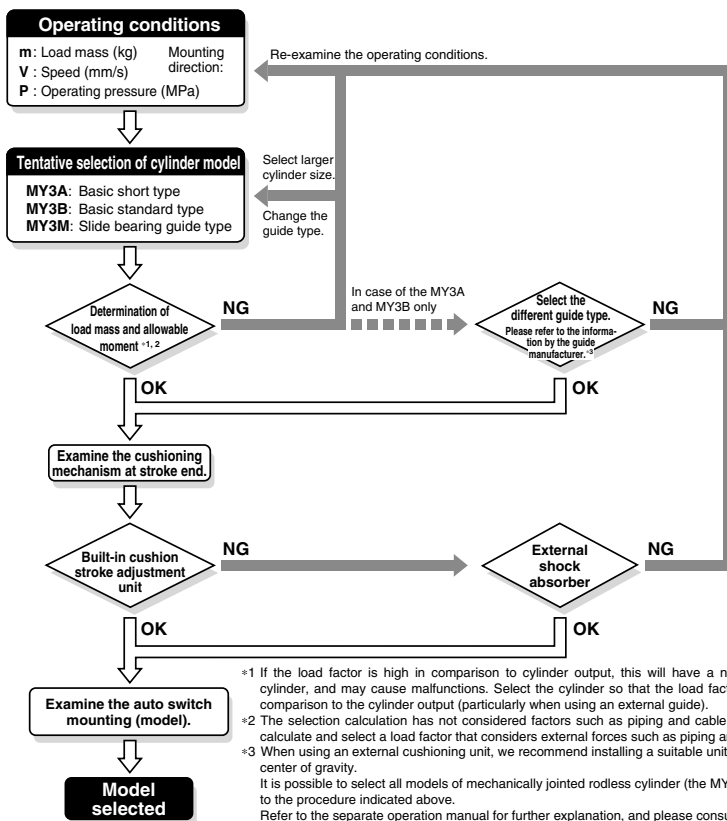 Operating conditions
m: Load mass (kg) Mounting direction:
V : Speed (mm/s)
P : Operating pressure (MPa)
Re-examine the operating conditions.
Tentative selection of cylinder model
MY3A: Basic short type
MY3B: Basic standard type
MY3M: Slide bearing guide type
Select larger
cylinder size.
Change the
guide type.
Determination of
load mass and allowable
moment *1, 2
NG
In case of the MY3A
and MY3B only
Select the
different guide type.
Please refer to the informa-
tion by the guide
manufacturer.*3
NG
OK
OK
Examine the cushioning
mechanism at stroke end.
Built-in cushion
stroke adjustment
unit
NG
External
shock
absorber
NG
OK
OK
Examine the auto switch
mounting (model).
Model
selected
*1 If the load factor is high in comparison to cylinder output, this will have a n
cylinder, and may cause malfunctions. Select the cylinder so that the load fac
comparison to the cylinder output (particularly when using an external guide).
*2 The selection calculation has not considered factors such as piping and cable
calculate and select a load factor that considers external forces such as piping a
*3 When using an external cushioning unit, we recommend installing a suitable unit
center of gravity.
It is possible to select all models of mechanically jointed rodless cylinder (the MY
to the procedure indicated above.
Refer to the separate operation manual for further explanation, and please consu